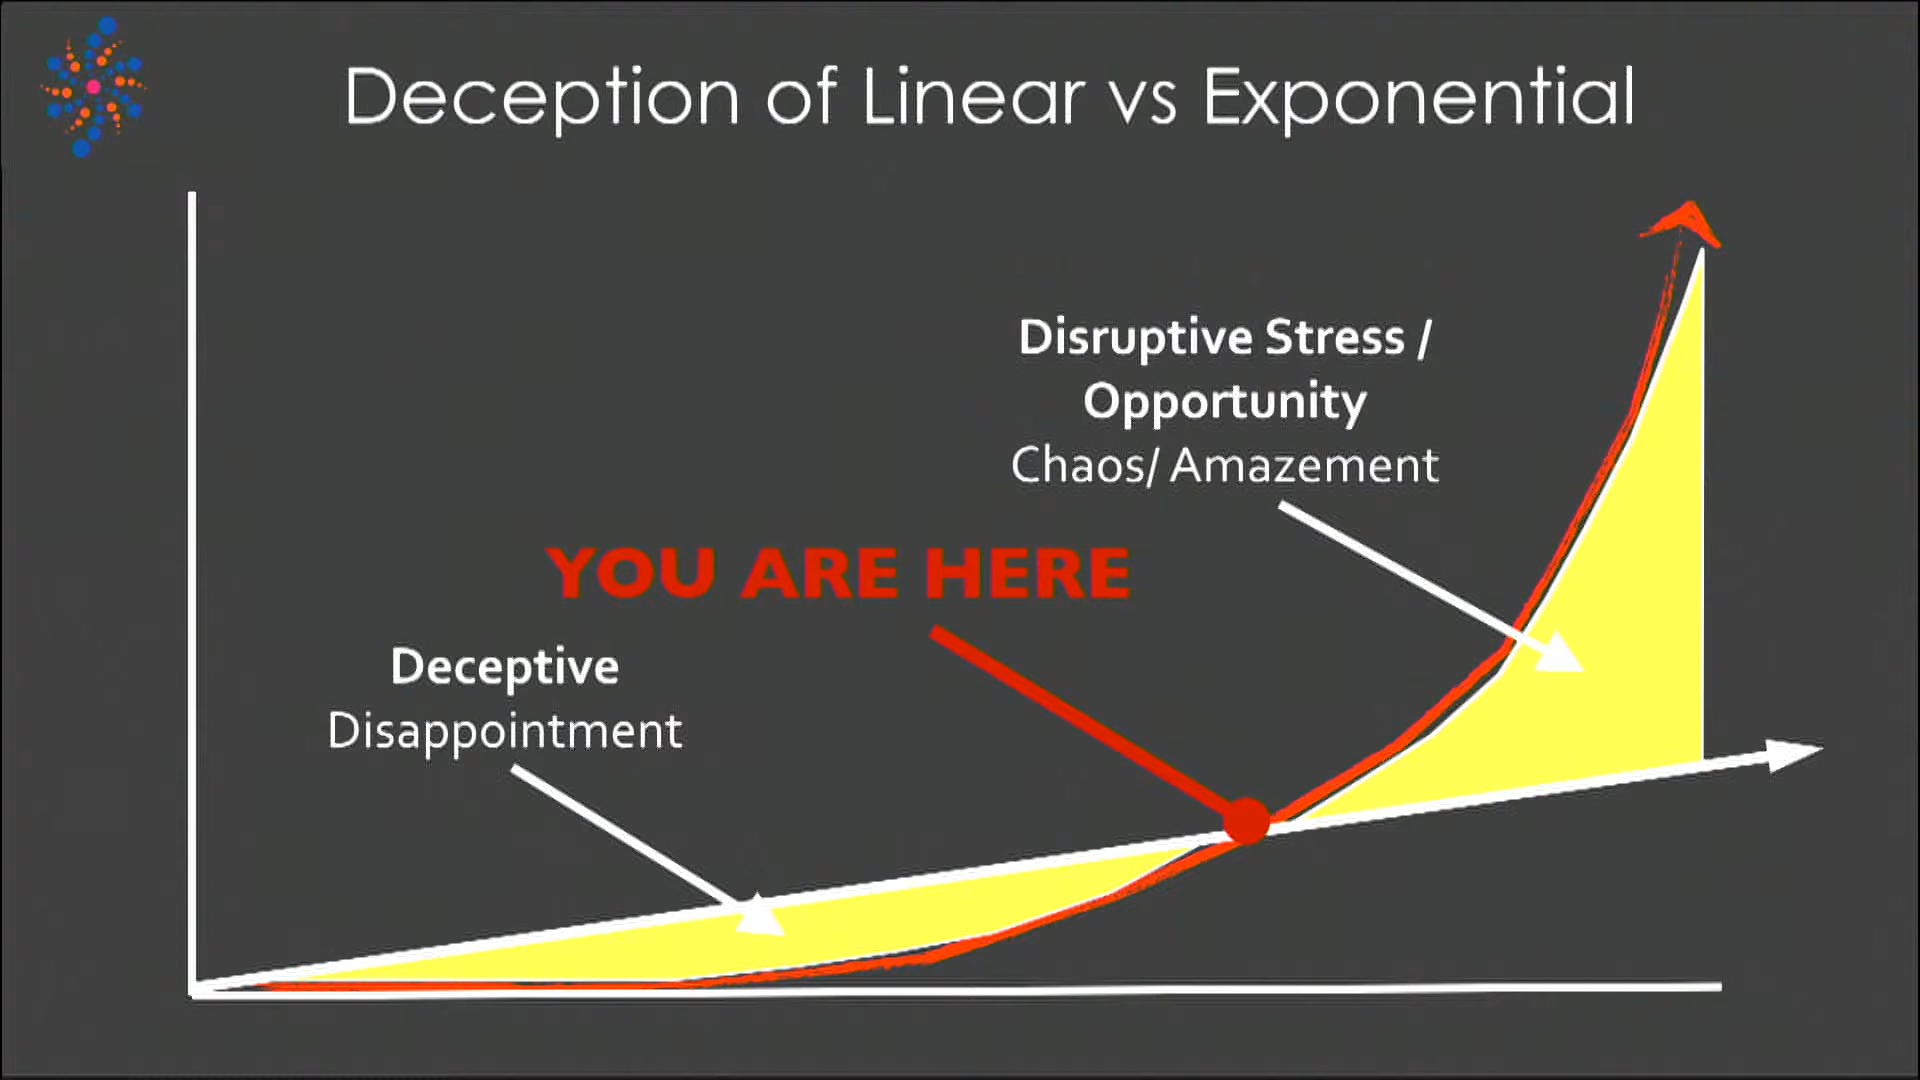 Deception of Linear vs Exponential
Disruptive Stress /
Opportunity
Chaos/ Amazement
YOU ARE HERE
Deceptive
Disappointment